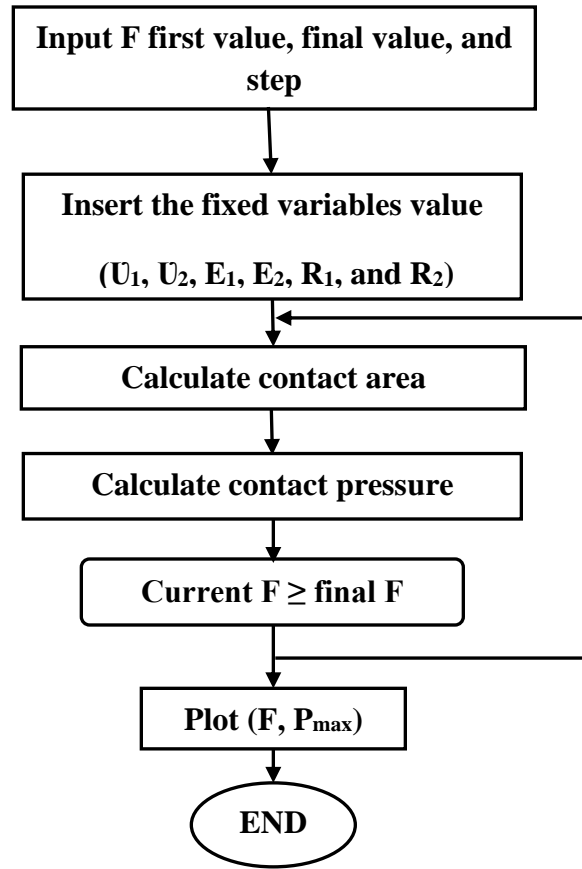 Input F first value, final value, and
step
Insert the fixed variables value
(Ʋ₁, Ʋ₂, E₁, E₂, R₁, and R₂)
Calculate contact area
Calculate contact pressure
Current F ≥ final F
Plot (F, Pₘₐₓ)
END